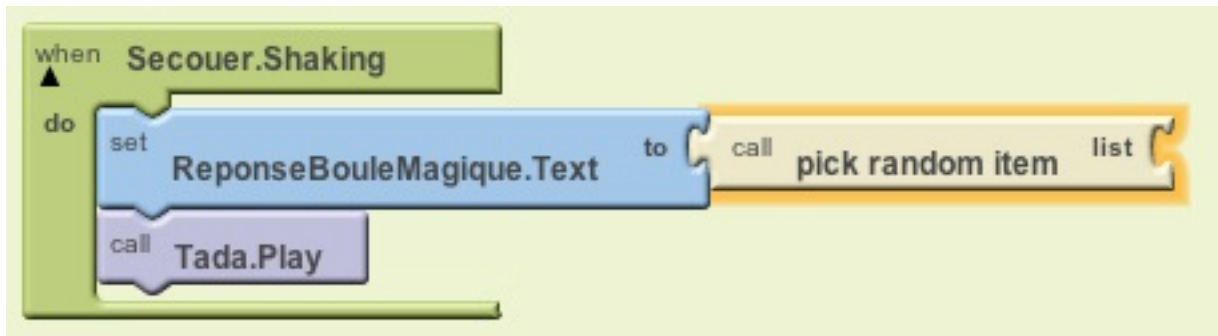 when Secouer.Shaking
do
set ReponseBouleMagique.Text to call pick random item list
call Tada.Play